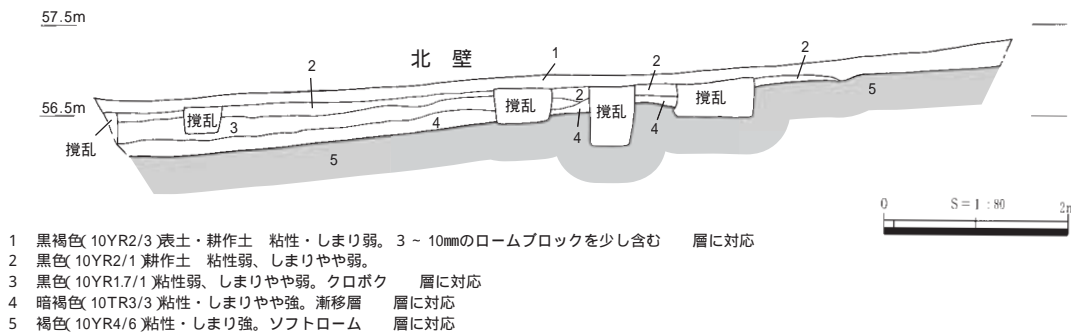 57.5m
北 壁
1
2
2
2
56.5m
撹乱
3
撹乱
4
5
撹乱
2
4
撹乱
4
撹乱
5
0 S=1:80 2m
1 黒褐色(10YR2/3)表土・耕作土 粘性・しまり弱。3~10mmのロームブロックを少し含む 層に対応
2 黒色(10YR2/1)耕作土 粘性弱、しまりやや弱。
3 黒色(10YR1.7/1)粘性弱、しまりやや弱。クロボク 層に対応
4 暗褐色(10TR3/3)粘性・しまりやや強。漸移層 層に対応
5 褐色(10YR4/6)粘性・しまり強。ソフトローム 層に対応